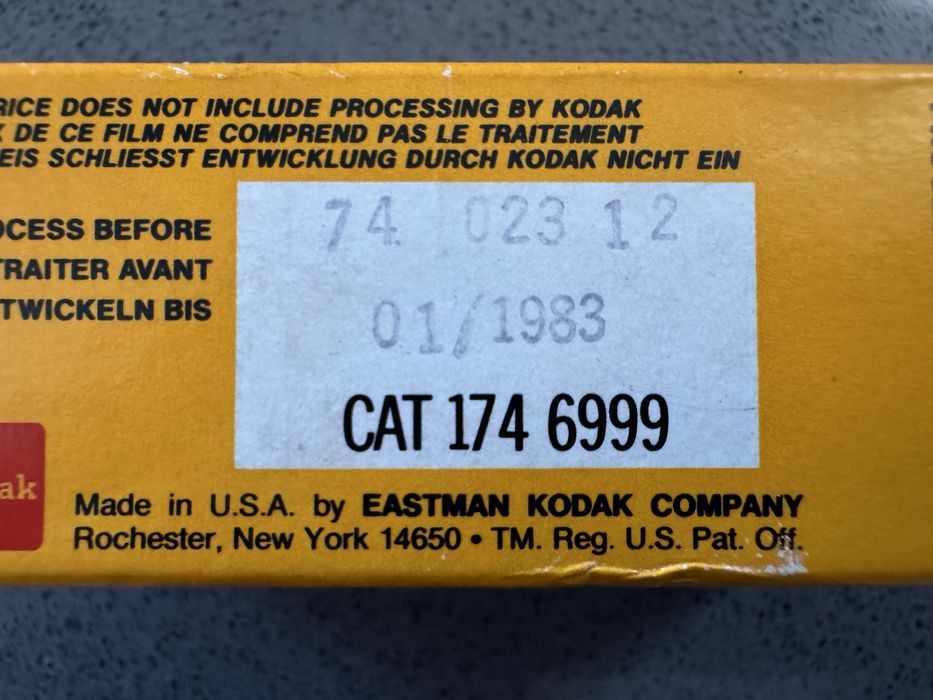 RICE DOES NOT INCLUDE PROCESSING BY KODAK
X DE CE FILM NE COMPREND PAS LE TRAITEMENT
EIS SCHLIESST ENTWICKLUNG DURCH KODAK NICHT EIN
OCESS BEFORE
TRAITER AVANT
TWICKELN BIS
74 023 12
01/1983
CAT 174 6999
ak
Made in U.S.A. by EASTMAN KODAK COMPANY
Rochester, New York 14650 • TM. Reg. U.S. Pat. Off.